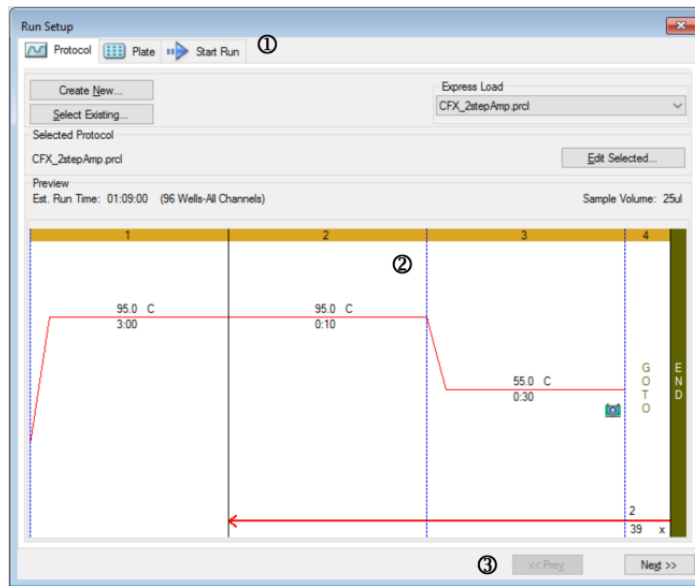 Run Setup
Protocol Plate Start Run ①
Create New...
Select Existing...
Express Load
CFX_2stepAmp.prcl
Selected Protocol
CFX_2stepAmp.prcl
Edit Selected...
Preview
Est. Run Time: 01:09:00 (96 Wells-All Channels) Sample Volume: 25ul
1 2 3 4
②
95.0 C 95.0 C
3:00 0:10
55.0 C
0:30
GOTO
END
2
39 x
③ << Prev Next >>